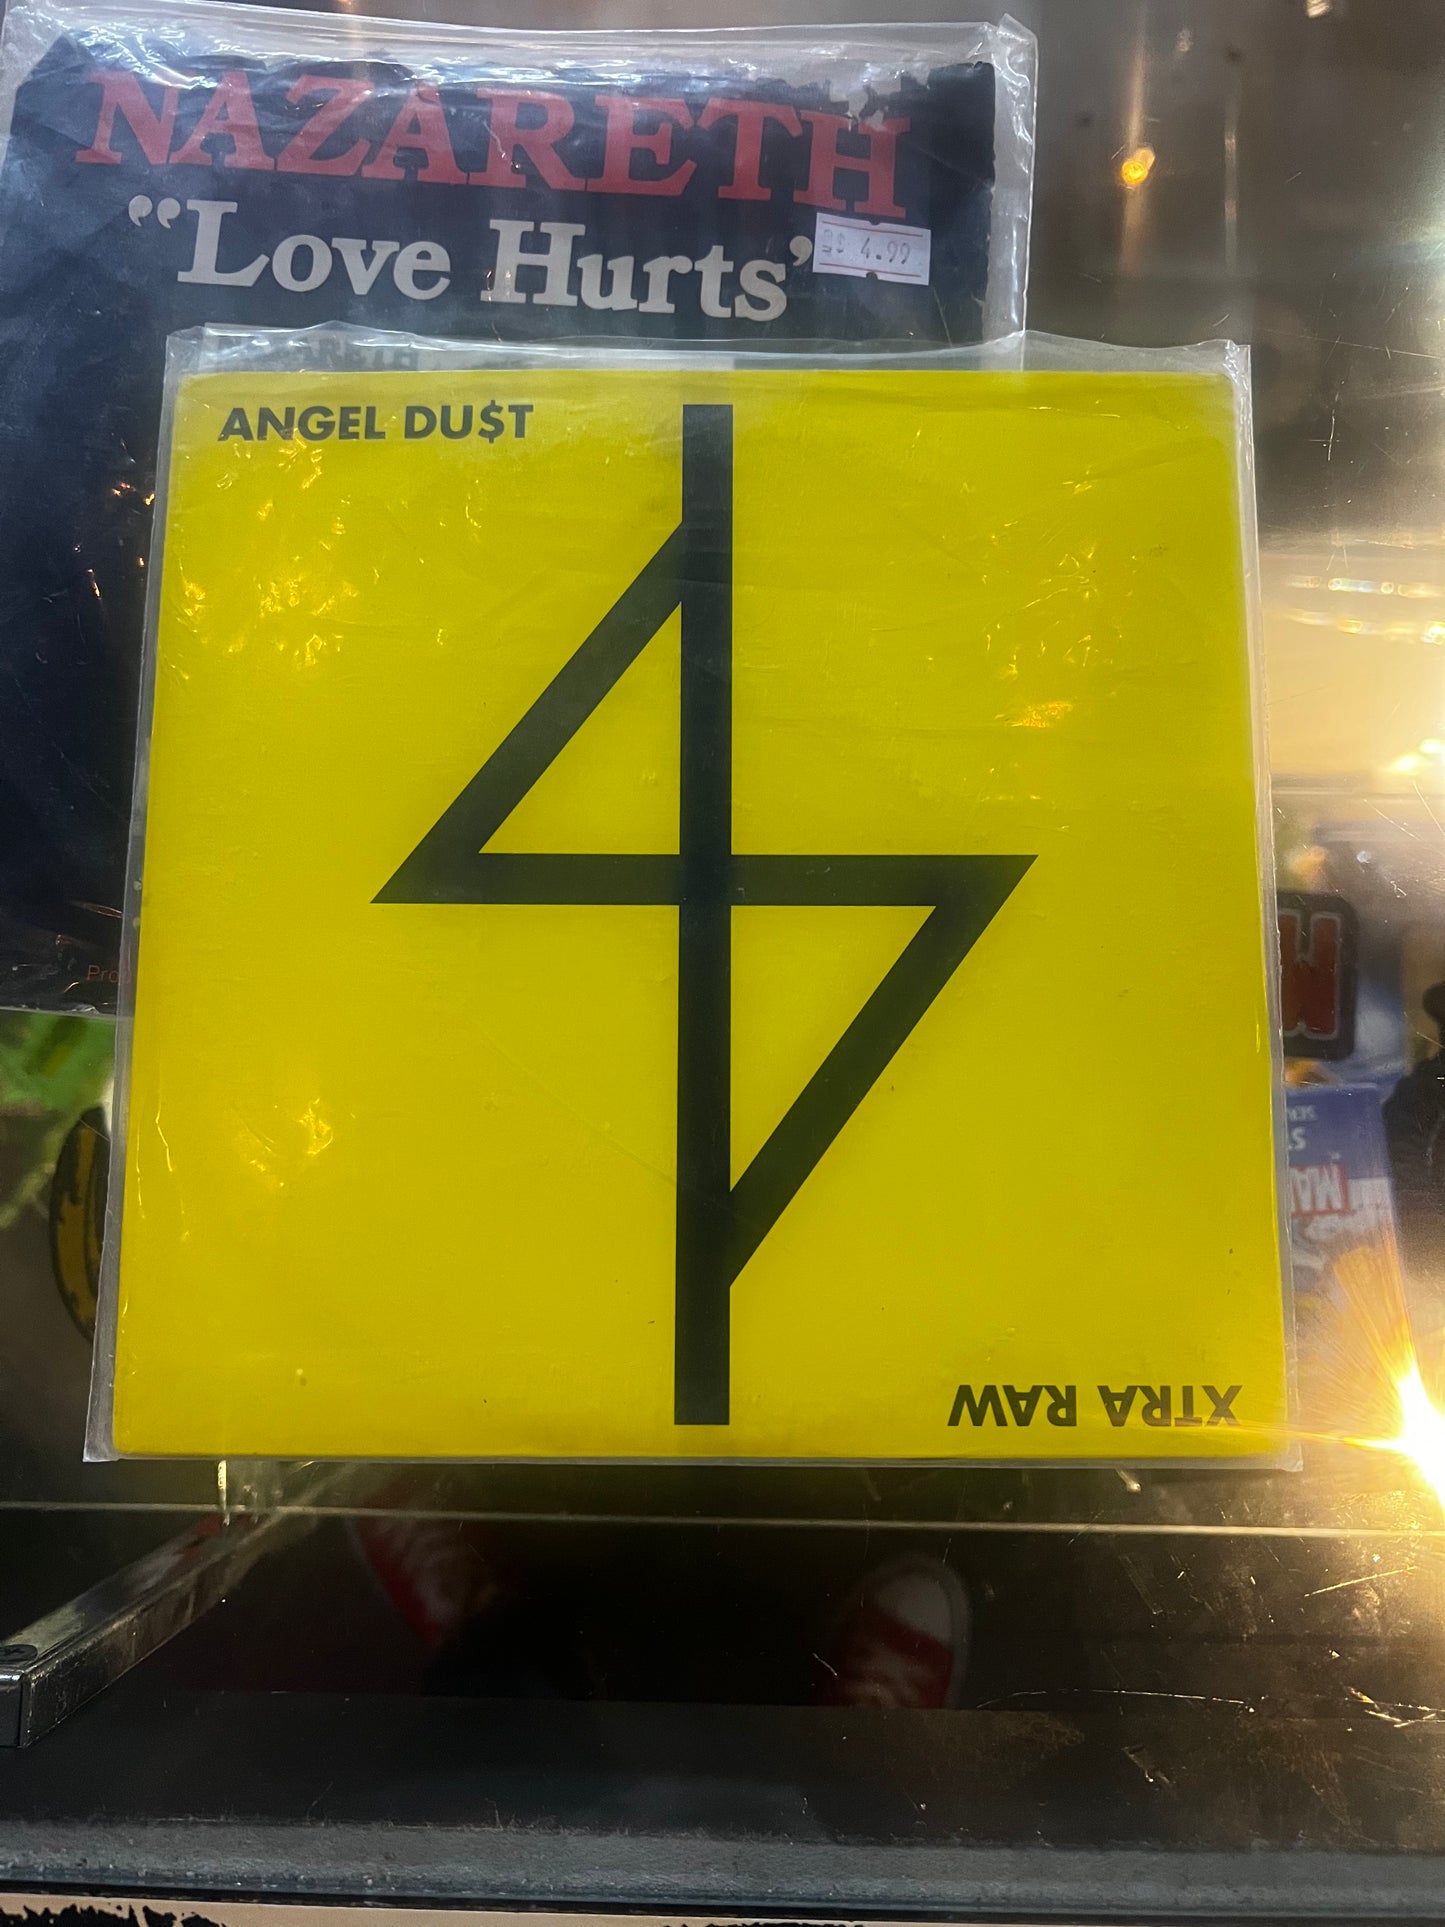 NAZARETH
“Love Hurts’
4.99
ANGEL DU$T
XTRA RAW